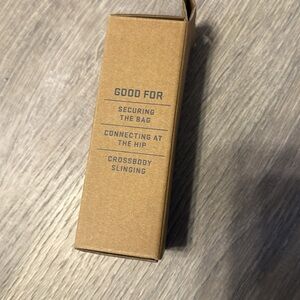 GOOD FOR
SECURING
THE BAG
CONNECTING AT
THE HIP
CROSSBODY
SLINGING